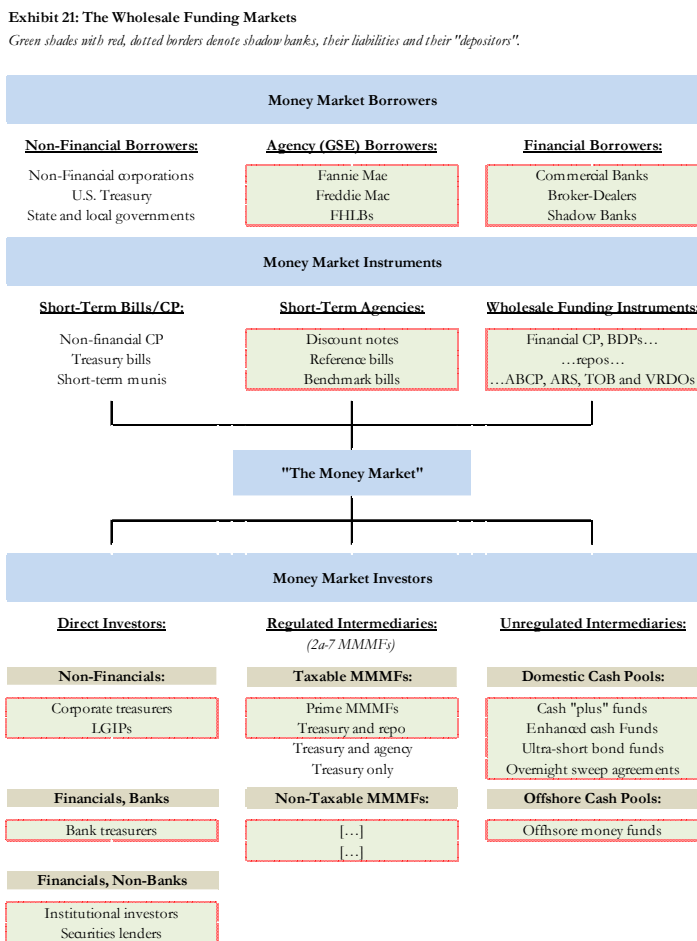 Exhibit 21: The Wholesale Funding Markets
Green shades with red, dotted borders denote shadow banks, their liabilities and their "depositors".
Money Market Borrowers
Non-Financial Borrowers:
Non-Financial corporations
U.S. Treasury
State and local governments
Agency (GSE) Borrowers:
Fannie Mae
Freddie Mac
FHLBs
Financial Borrowers:
Commercial Banks
Broker-Dealers
Shadow Banks
Money Market Instruments
Short-Term Bills/CP:
Non-financial CP
Treasury bills
Short-term munis
Short-Term Agencies:
Discount notes
Reference bills
Benchmark bills
Wholesale Funding Instruments:
Financial CP, BDPs…
…repos…
…ABCP, ARS, TOB and VRDOs
"The Money Market"
Money Market Investors
Direct Investors:
Non-Financials:
Corporate treasurers
LGIPs
Financials, Banks
Bank treasurers
Financials, Non-Banks
Institutional investors
Securities lenders
Regulated Intermediaries:
(2a-7 MMMFs)
Taxable MMMFs:
Prime MMMFs
Treasury and repo
Treasury and agency
Treasury only
Non-Taxable MMMFs:
[…]
[…]
Unregulated Intermediaries:
Domestic Cash Pools:
Cash "plus" funds
Enhanced cash Funds
Ultra-short bond funds
Overnight sweep agreements
Offshore Cash Pools:
Offhsore money funds